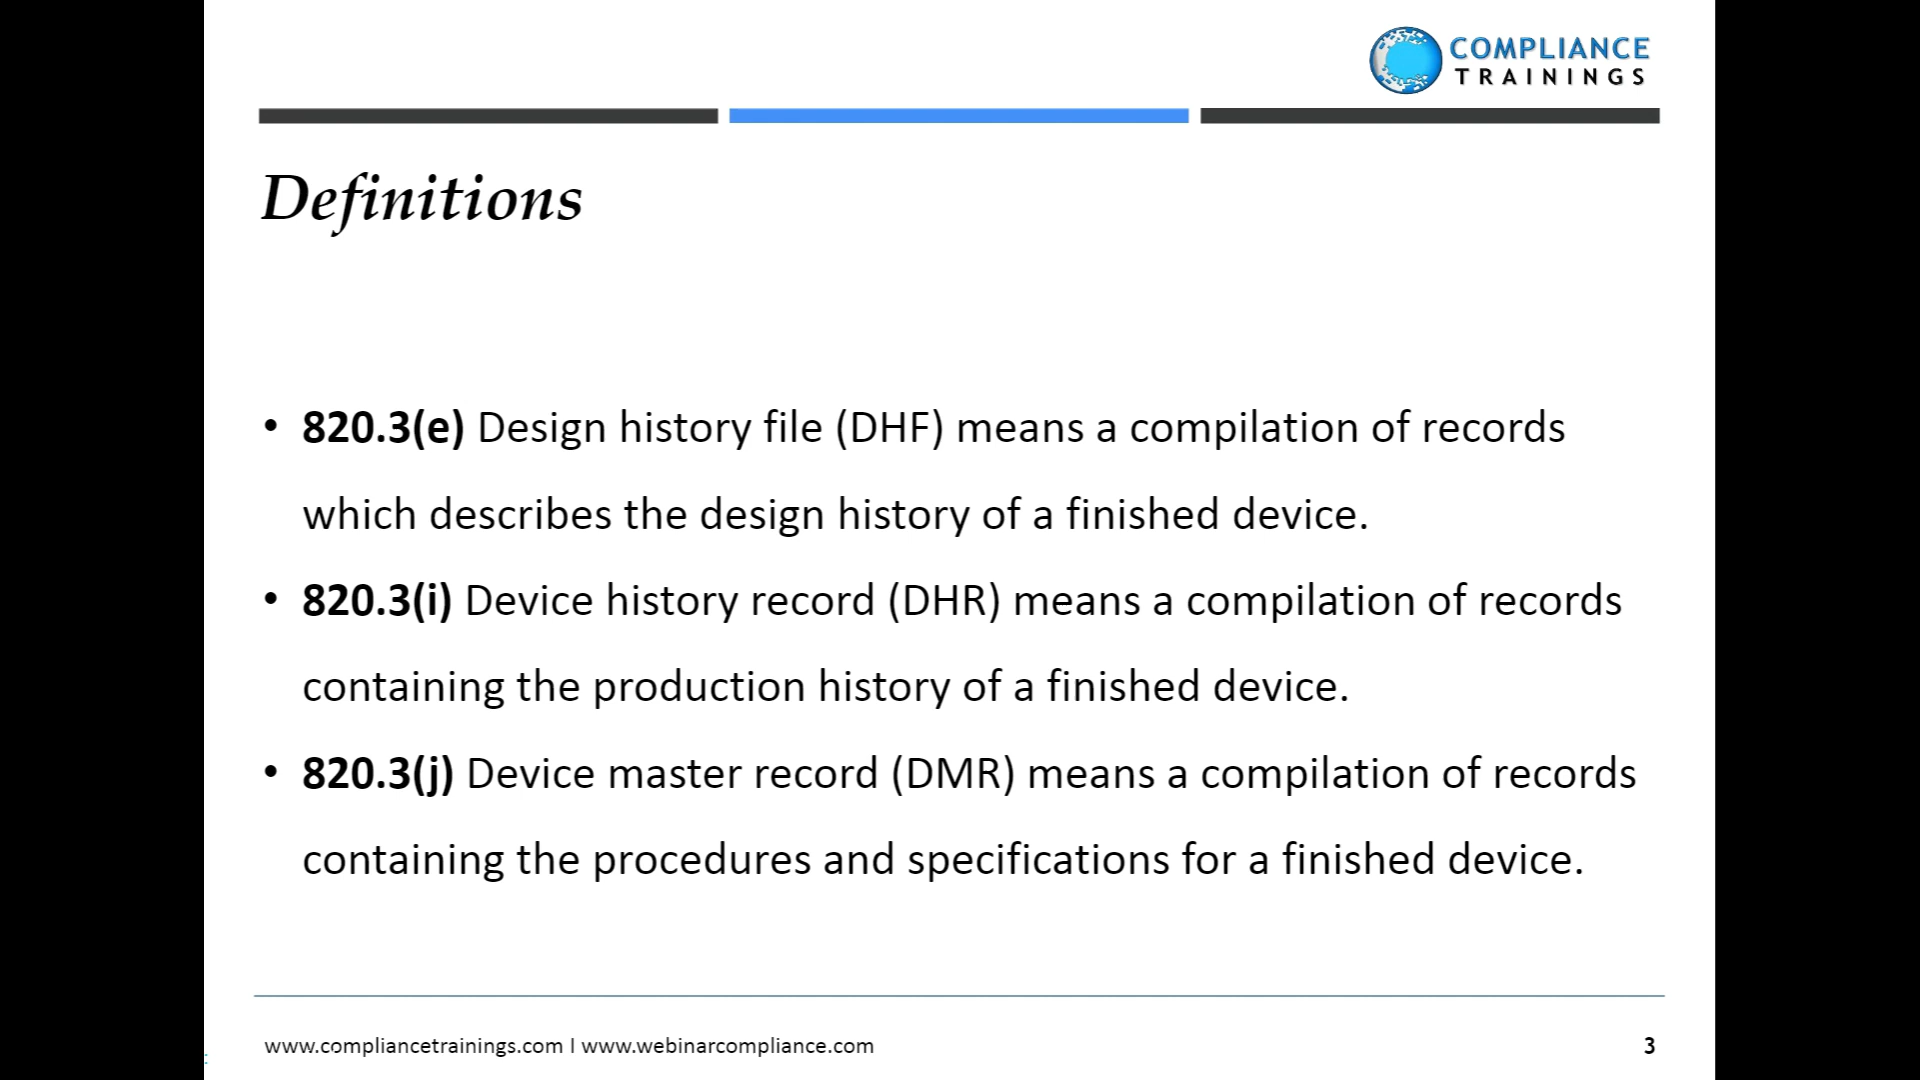 COMPLIANCE
TRAININGS
Definitions
• 820.3(e) Design history file (DHF) means a compilation of records
which describes the design history of a finished device.
• 820.3(i) Device history record (DHR) means a compilation of records
containing the production history of a finished device.
• 820.3(j) Device master record (DMR) means a compilation of records
containing the procedures and specifications for a finished device.
www.compliancetrainings.com I www.webinarcompliance.com
3